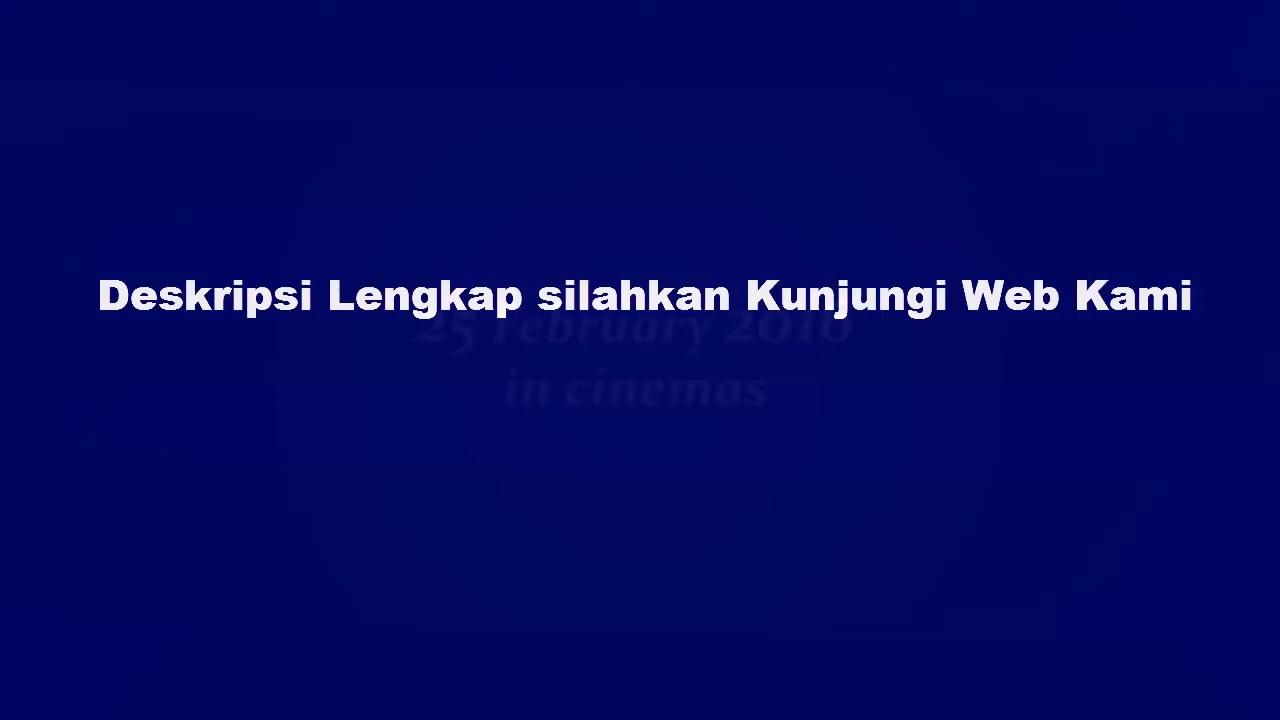 Deskripsi Lengkap silahkan Kunjungi Web Kami
25 February 2016
in cinemas